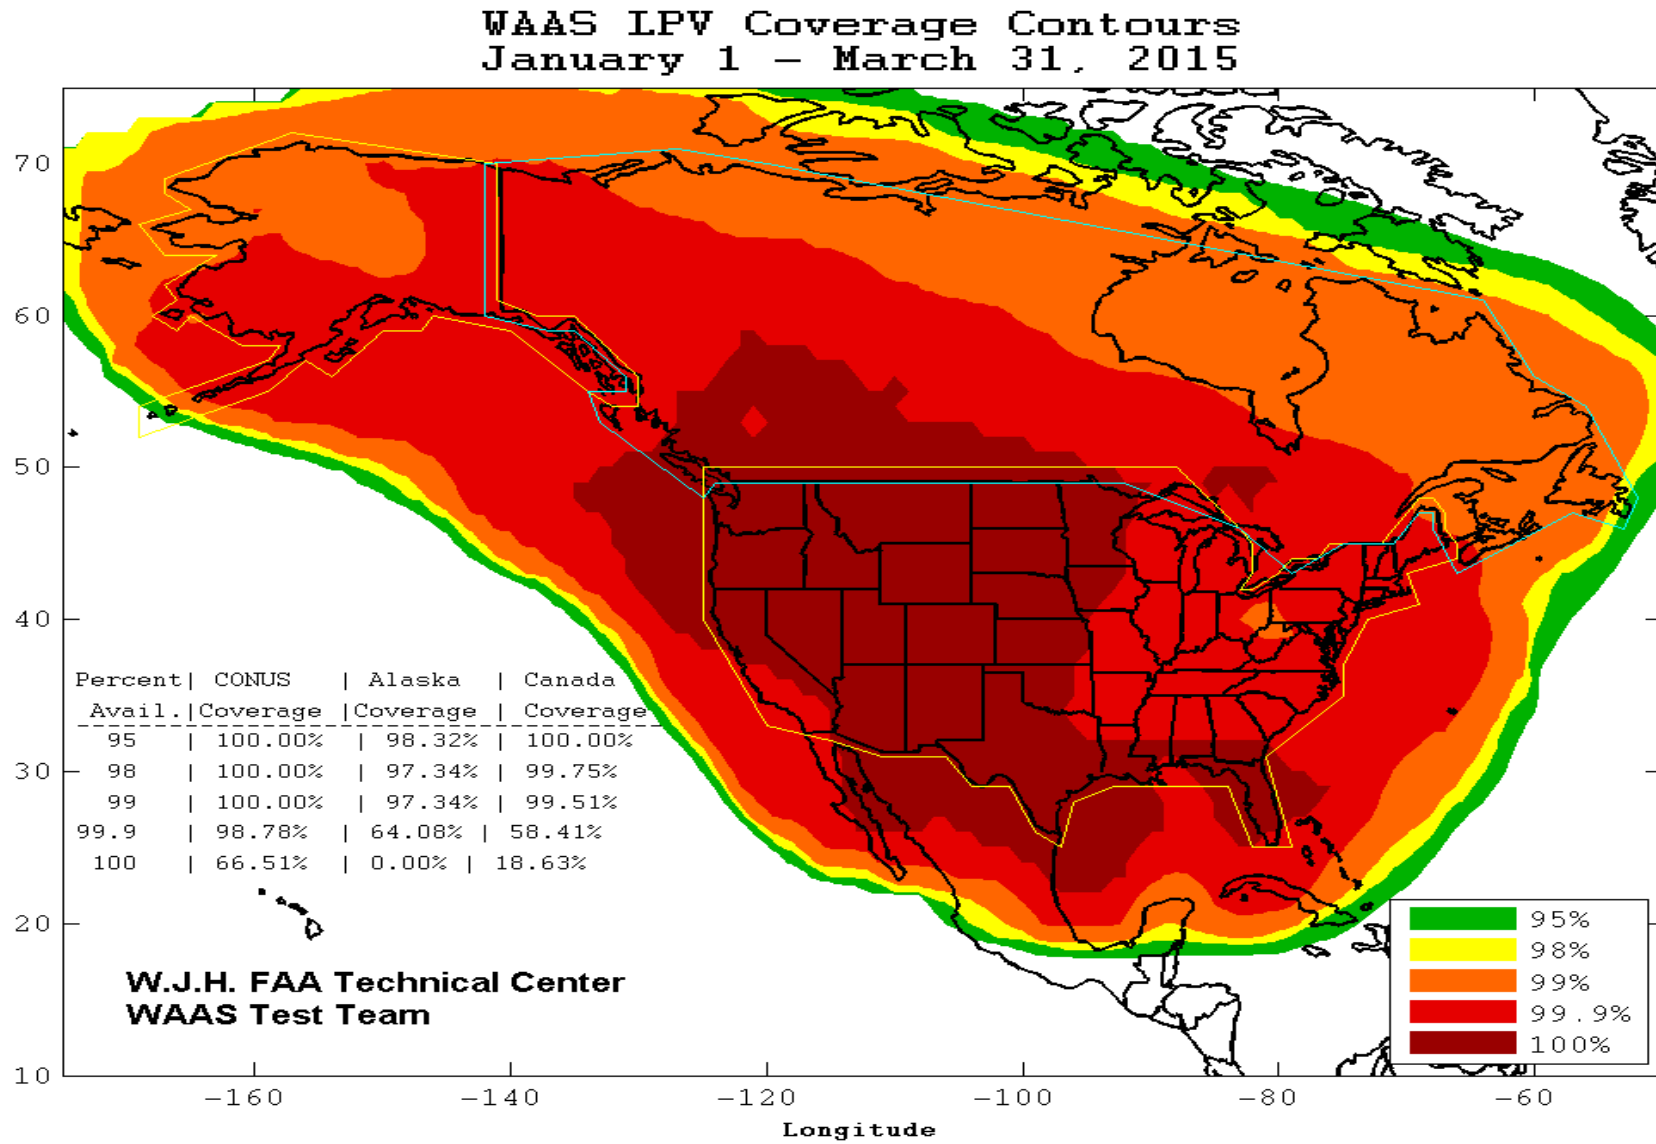 WAAS LPV Coverage Contours
January 1 - March 31, 2015
70
60
50
40
30
20
10
Percent| CONUS | Alaska | Canada
Avail.|Coverage |Coverage | Coverage
95 | 100.00% | 98.32% | 100.00%
98 | 100.00% | 97.34% | 99.75%
99 | 100.00% | 97.34% | 99.51%
99.9 | 98.78% | 64.08% | 58.41%
100 | 66.51% | 0.00% | 18.63%
W.J.H. FAA Technical Center
WAAS Test Team
95%
98%
99%
99.9%
100%
-160 -140 -120 -100 -80 -60
Longitude